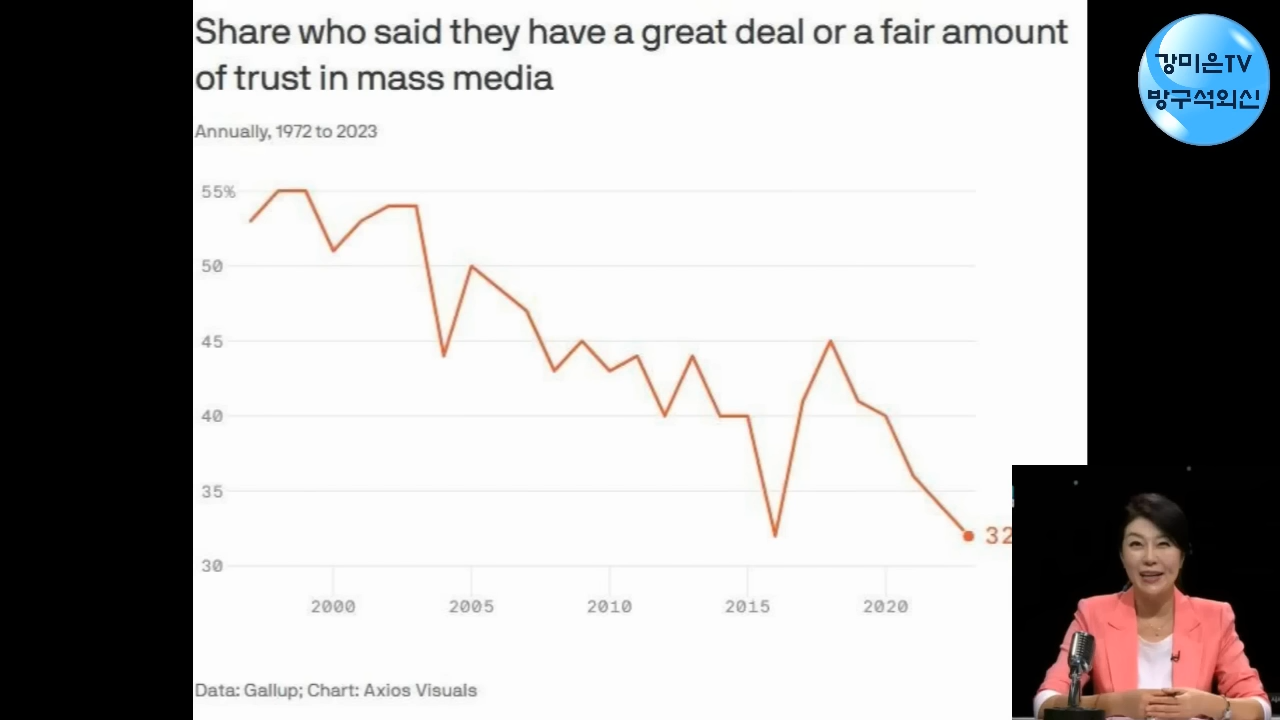 Share who said they have a great deal or a fair amount
of trust in mass media
Annually, 1972 to 2023
강미은TV
방구석외신
55%
50
45
40
35
30
32
2000 2005 2010 2015 2020
Data: Gallup; Chart: Axios Visuals